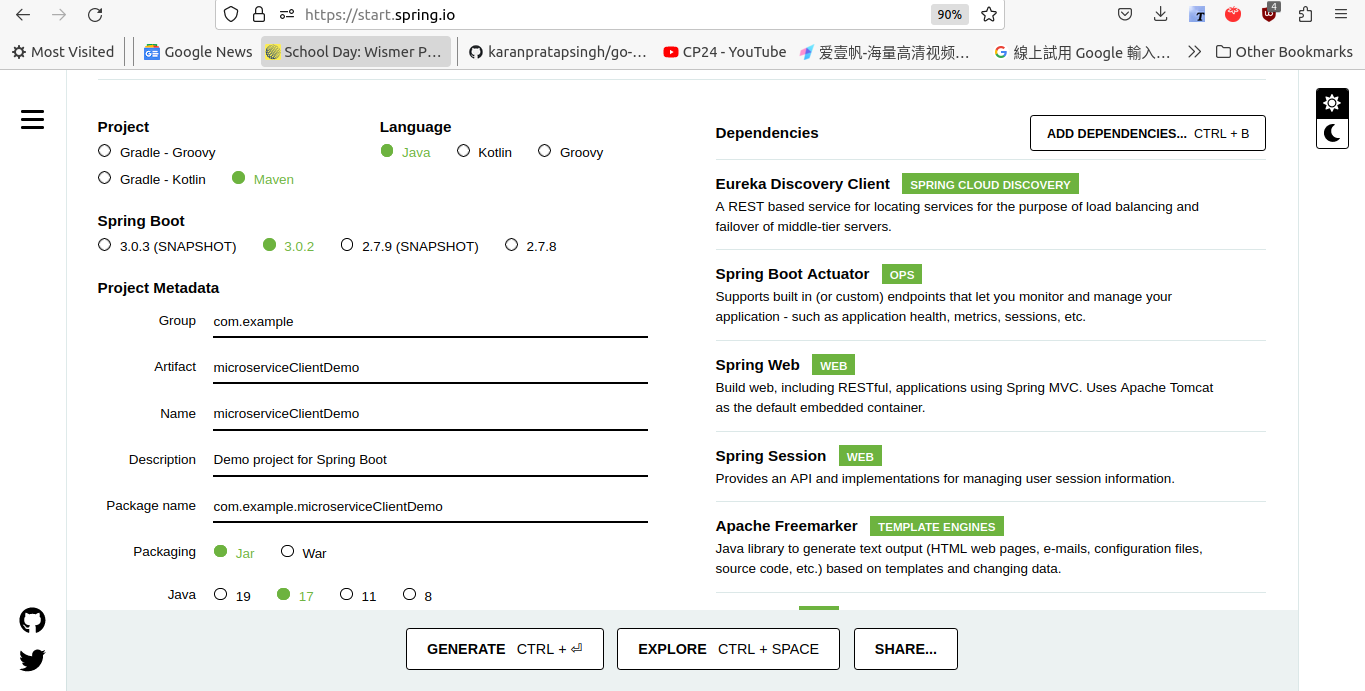 https://start.spring.io 90% 4
Most Visited Google News School Day: Wismer P… karanpratapsingh/go-… CP24 - YouTube 爱壹帆-海量高清视频… 線上試用 Google 輸入… Other Bookmarks
Project
Gradle - Groovy
Gradle - Kotlin Maven
Language
Java Kotlin Groovy
Spring Boot
3.0.3 (SNAPSHOT) 3.0.2 2.7.9 (SNAPSHOT) 2.7.8
Project Metadata
Group com.example
Artifact microserviceClientDemo
Name microserviceClientDemo
Description Demo project for Spring Boot
Package name com.example.microserviceClientDemo
Packaging Jar War
Java 19 17 11 8
Dependencies ADD DEPENDENCIES... CTRL + B
Eureka Discovery Client SPRING CLOUD DISCOVERY
A REST based service for locating services for the purpose of load balancing and
failover of middle-tier servers.
Spring Boot Actuator OPS
Supports built in (or custom) endpoints that let you monitor and manage your
application - such as application health, metrics, sessions, etc.
Spring Web WEB
Build web, including RESTful, applications using Spring MVC. Uses Apache Tomcat
as the default embedded container.
Spring Session WEB
Provides an API and implementations for managing user session information.
Apache Freemarker TEMPLATE ENGINES
Java library to generate text output (HTML web pages, e-mails, configuration files,
source code, etc.) based on templates and changing data.
GENERATE CTRL + ⏎ EXPLORE CTRL + SPACE SHARE...